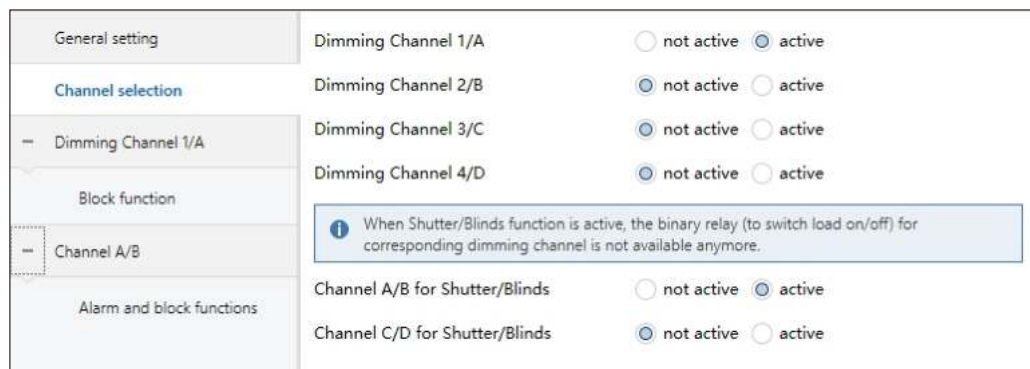 General setting
Channel selection
Dimming Channel 1/A
Block function
Channel A/B
Alarm and block functions
Dimming Channel 1/A not active active
Dimming Channel 2/B not active active
Dimming Channel 3/C not active active
Dimming Channel 4/D not active active
When Shutter/Blinds function is active, the binary relay (to switch load on/off) for
corresponding dimming channel is not available anymore.
Channel A/B for Shutter/Blinds not active active
Channel C/D for Shutter/Blinds not active active